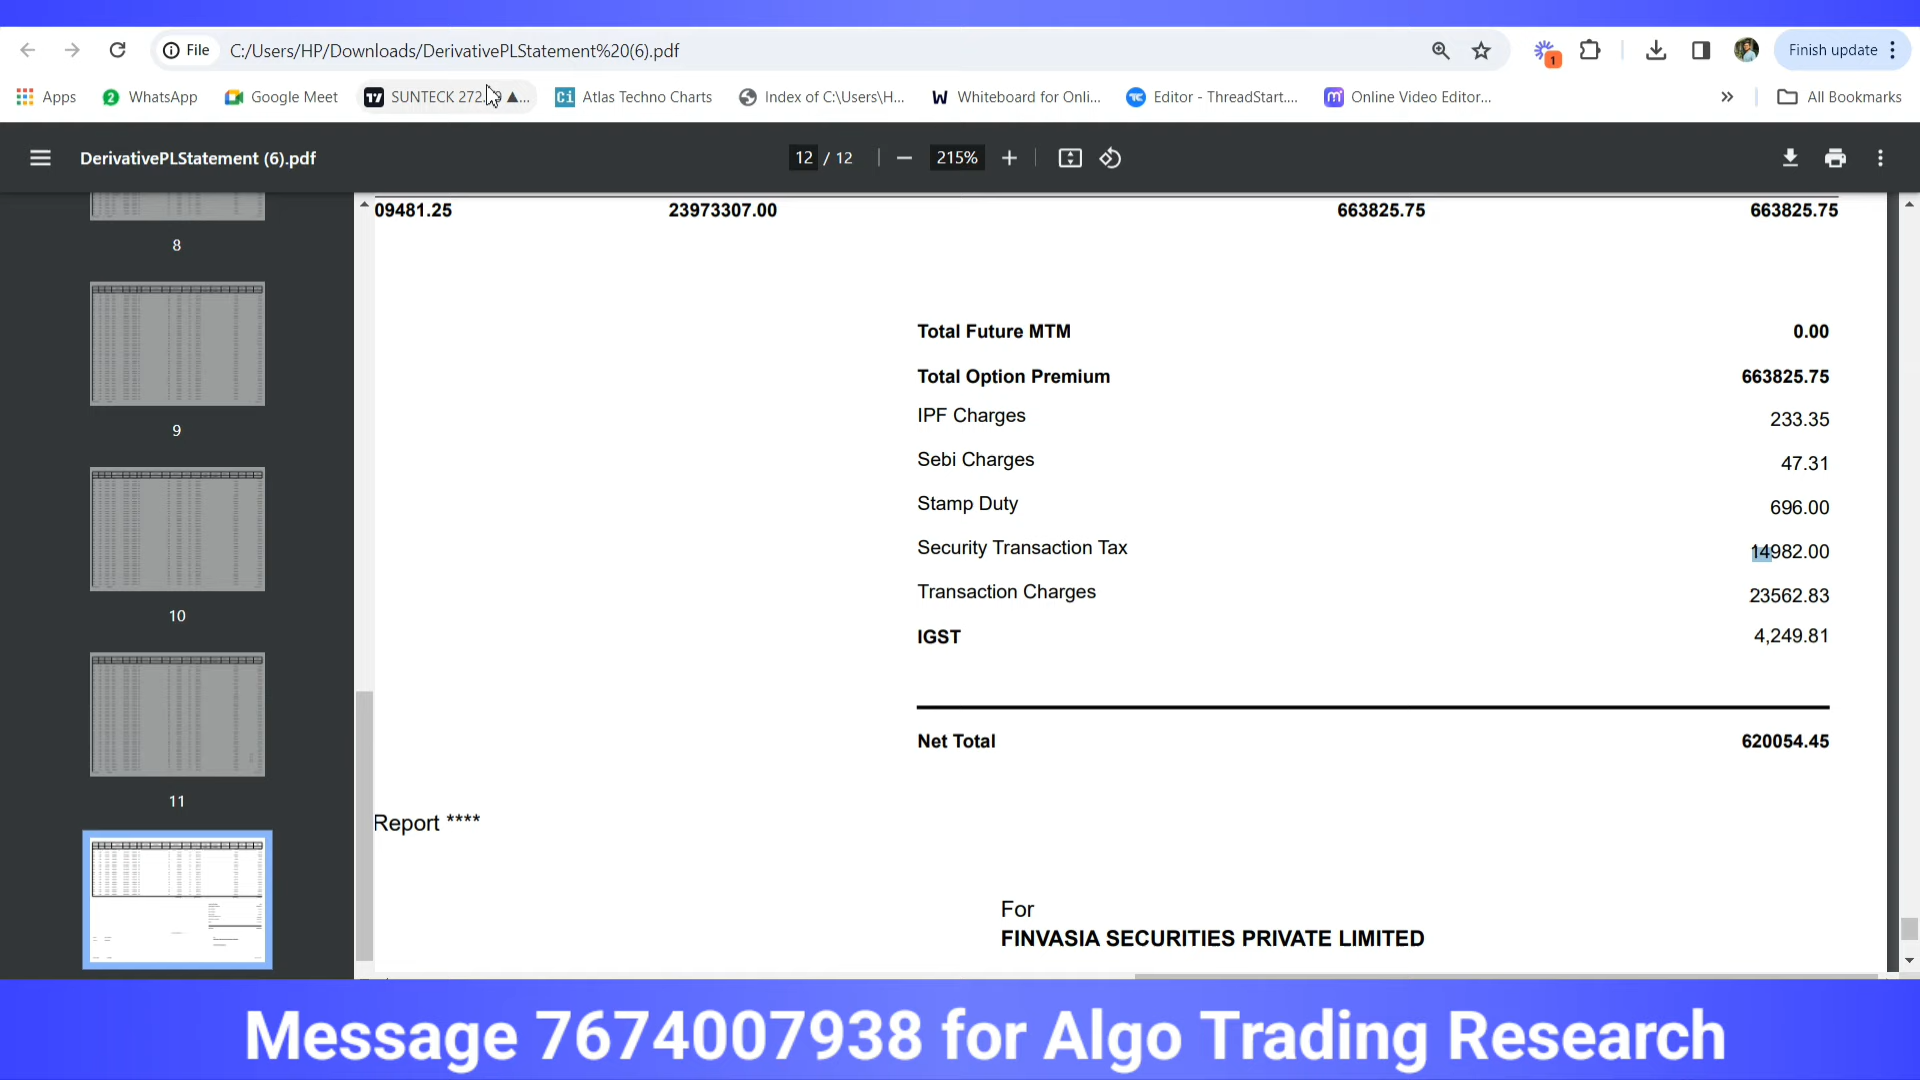 File C:/Users/HP/Downloads/DerivativePLStatement%20(6).pdf Finish update
1
Apps WhatsApp Google Meet SUNTECK 272. ▲... Atlas Techno Charts Index of C:\Users\H... Whiteboard for Onli... Editor - ThreadStart.... Online Video Editor... » All Bookmarks
DerivativePLStatement (6).pdf 12 / 12 215%
09481.25 23973307.00 663825.75 663825.75
8
9
10
11
Total Future MTM 0.00
Total Option Premium 663825.75
IPF Charges 233.35
Sebi Charges 47.31
Stamp Duty 696.00
Security Transaction Tax 14982.00
Transaction Charges 23562.83
IGST 4,249.81
Net Total 620054.45
Report ****
For
FINVASIA SECURITIES PRIVATE LIMITED
Message 7674007938 for Algo Trading Research